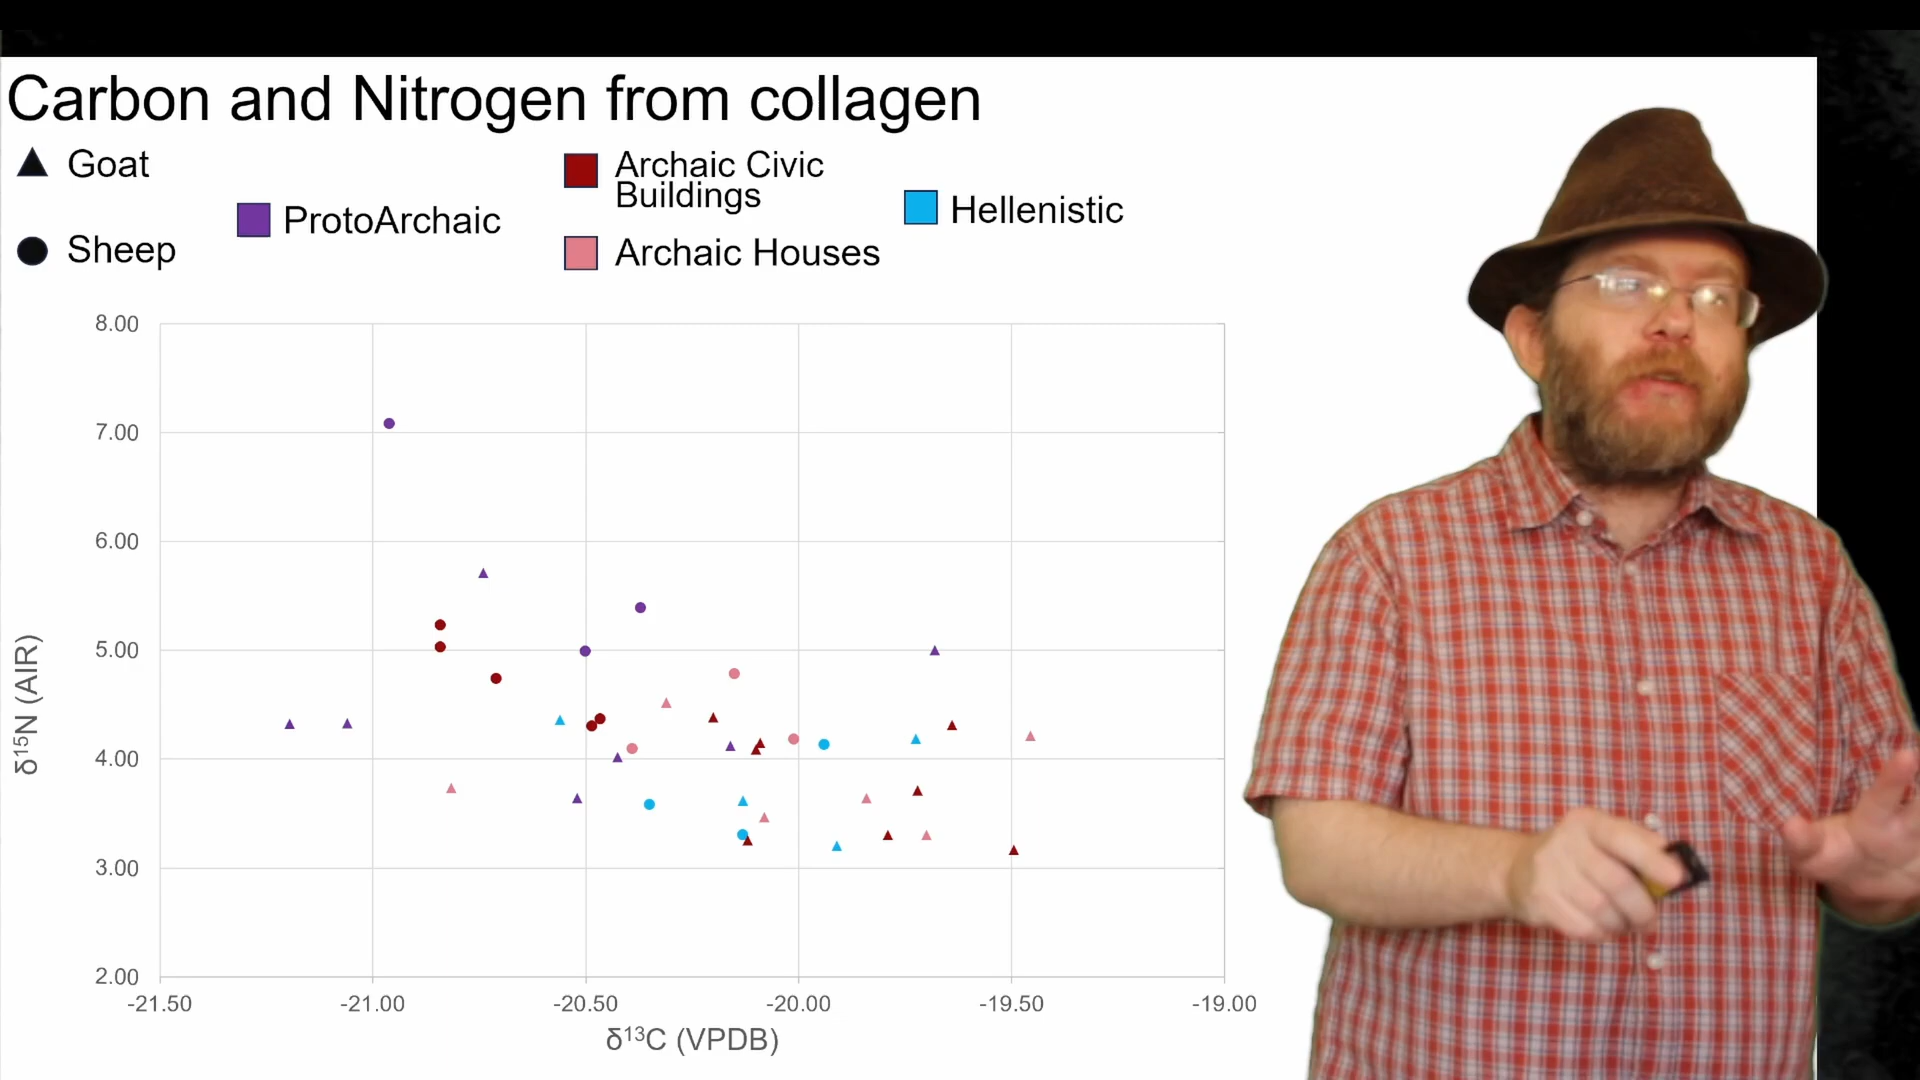 Carbon and Nitrogen from collagen
Goat
Sheep
ProtoArchaic
Archaic Civic
Buildings
Archaic Houses
Hellenistic
8.00
7.00
6.00
5.00
4.00
3.00
2.00
δ¹⁵N (AIR)
-21.50 -21.00 -20.50 -20.00 -19.50 -19.00
δ¹³C (VPDB)